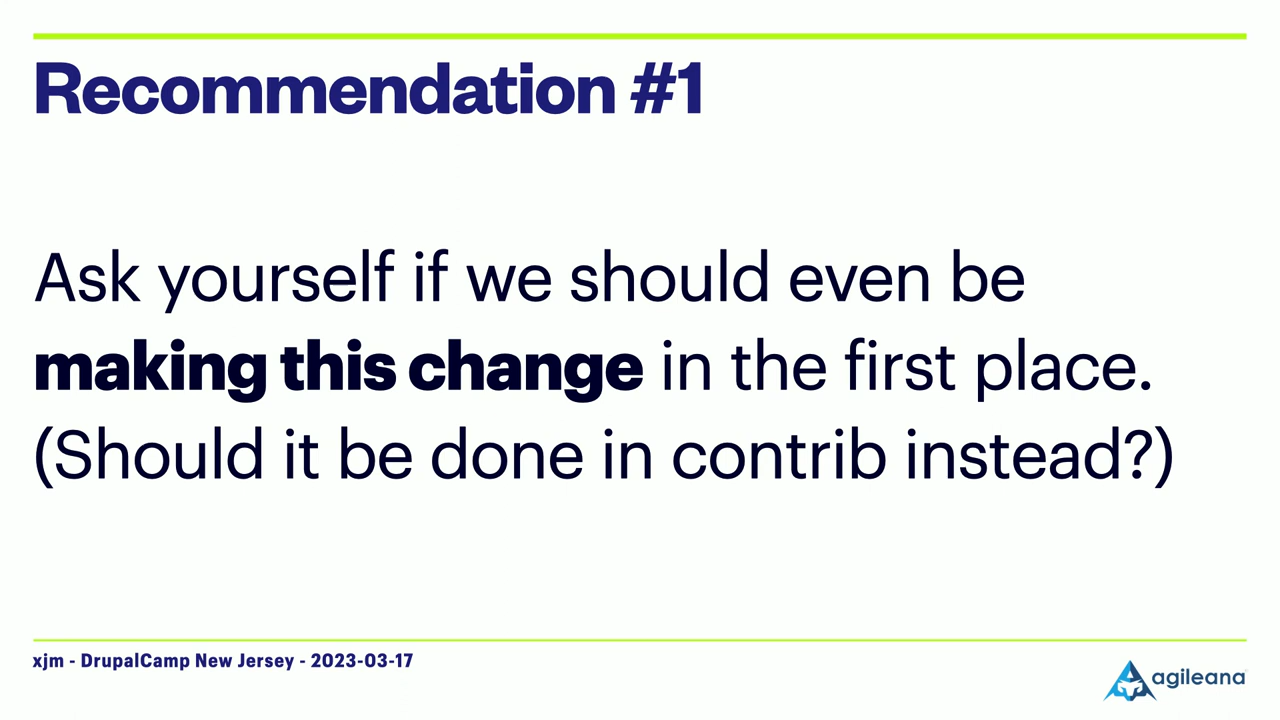 Recommendation #1
Ask yourself if we should even be
making this change in the first place.
(Should it be done in contrib instead?)
xjm - DrupalCamp New Jersey - 2023-03-17
agileana